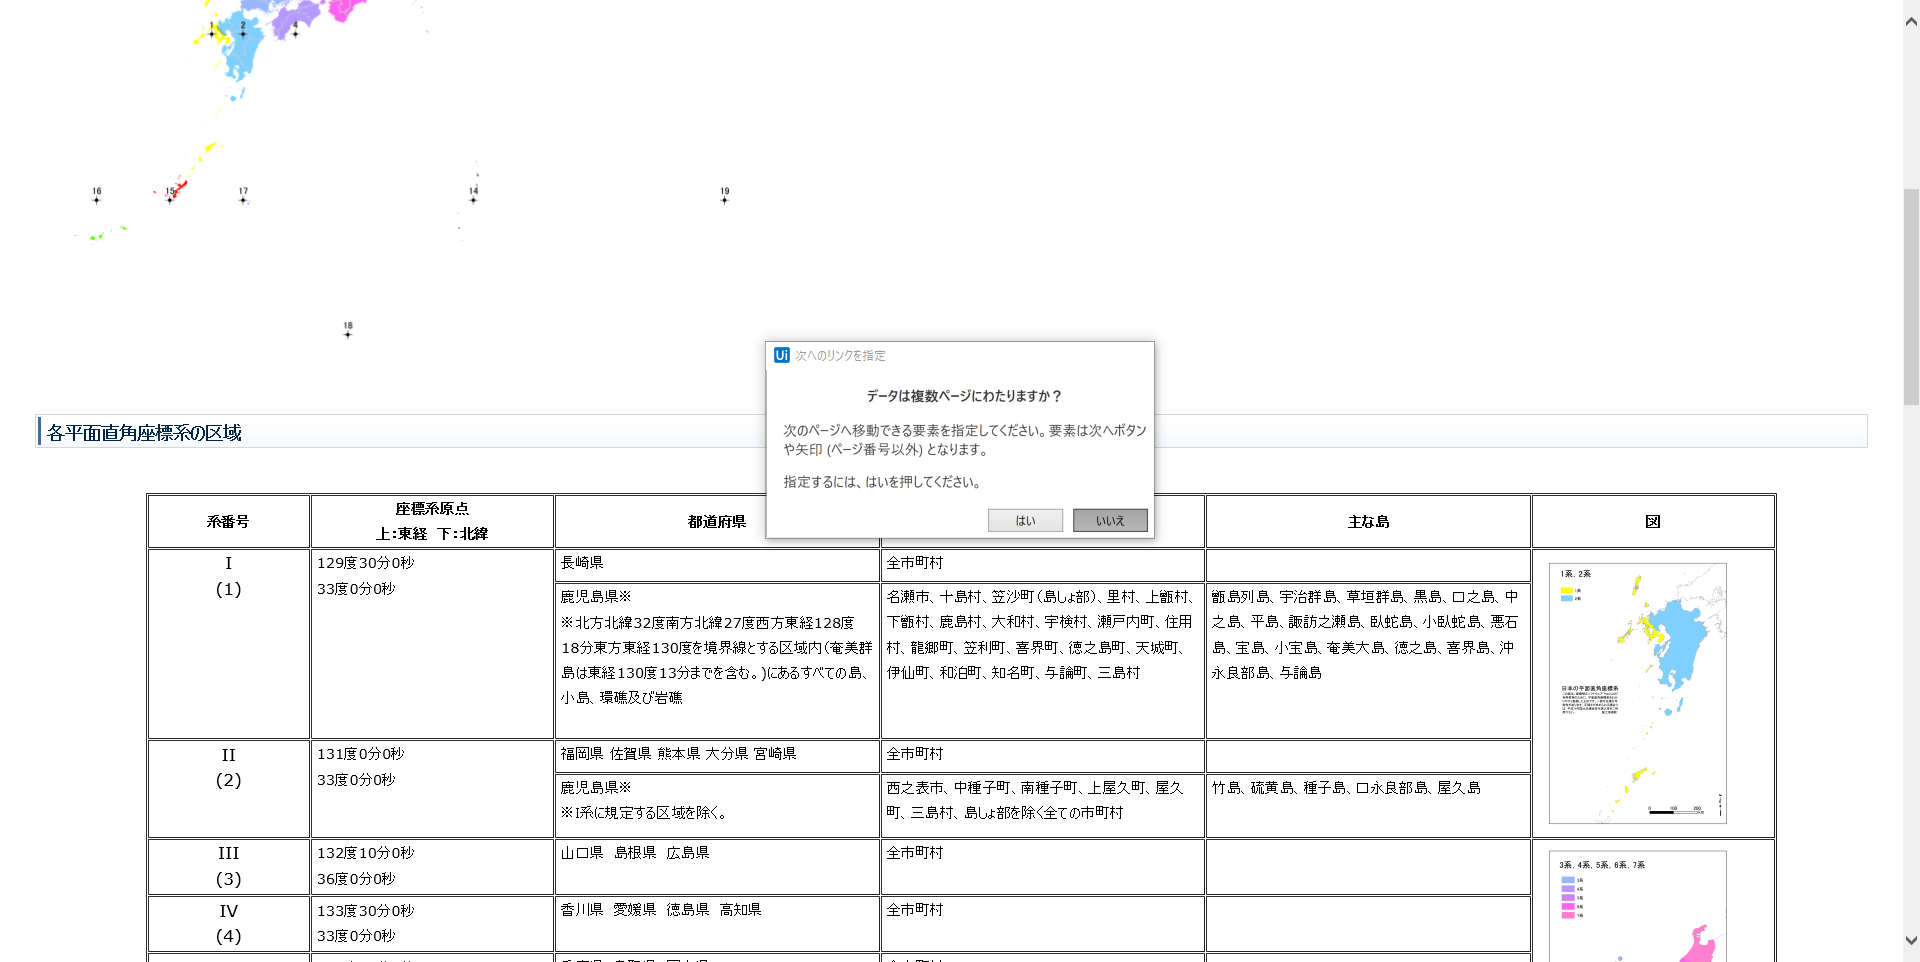 1 2 4
16 15 17 14 19
18
Ui 次へのリンクを指定
データは複数ページにわたりますか？
次のページへ移動できる要素を指定してください。要素は次へボタン
や矢印 (ページ番号以外) となります。
指定するには、はいを押してください。
はい いいえ
各平面直角座標系の区域
系番号
座標系原点
上：東経 下：北緯
都道府県
主な島
図
I
(1)
129度30分0秒
33度0分0秒
長崎県
全市町村
鹿児島県※
※北方北緯32度南方北緯27度西方東経128度
18分東方東経130度を境界線とする区域内（奄美群
島は東経130度13分までを含む。)にあるすべての島、
小島、環礁及び岩礁
名瀬市、十島村、笠沙町（島しょ部）、里村、上甑村、
下甑村、鹿島村、大和村、宇検村、瀬戸内町、住用
村、龍郷町、笠利町、喜界町、徳之島町、天城町、
伊仙町、和泊町、知名町、与論町、三島村
甑島列島、宇治群島、草垣群島、黒島、口之島、中
之島、平島、諏訪之瀬島、臥蛇島、小臥蛇島、悪石
島、宝島、小宝島、奄美大島、徳之島、喜界島、沖
永良部島、与論島
1系、2系
1系
2系
日本の平面直角座標系
0 100 200
II
(2)
131度0分0秒
33度0分0秒
福岡県 佐賀県 熊本県 大分県 宮崎県
全市町村
鹿児島県※
※I系に規定する区域を除く。
西之表市、中種子町、南種子町、上屋久町、屋久
町、三島村、島しょ部を除く全ての市町村
竹島、硫黄島、種子島、口永良部島、屋久島
III
(3)
132度10分0秒
36度0分0秒
山口県 島根県 広島県
全市町村
3系、4系、5系、6系、7系
3系
4系
5系
6系
7系
IV
(4)
133度30分0秒
33度0分0秒
香川県 愛媛県 徳島県 高知県
全市町村